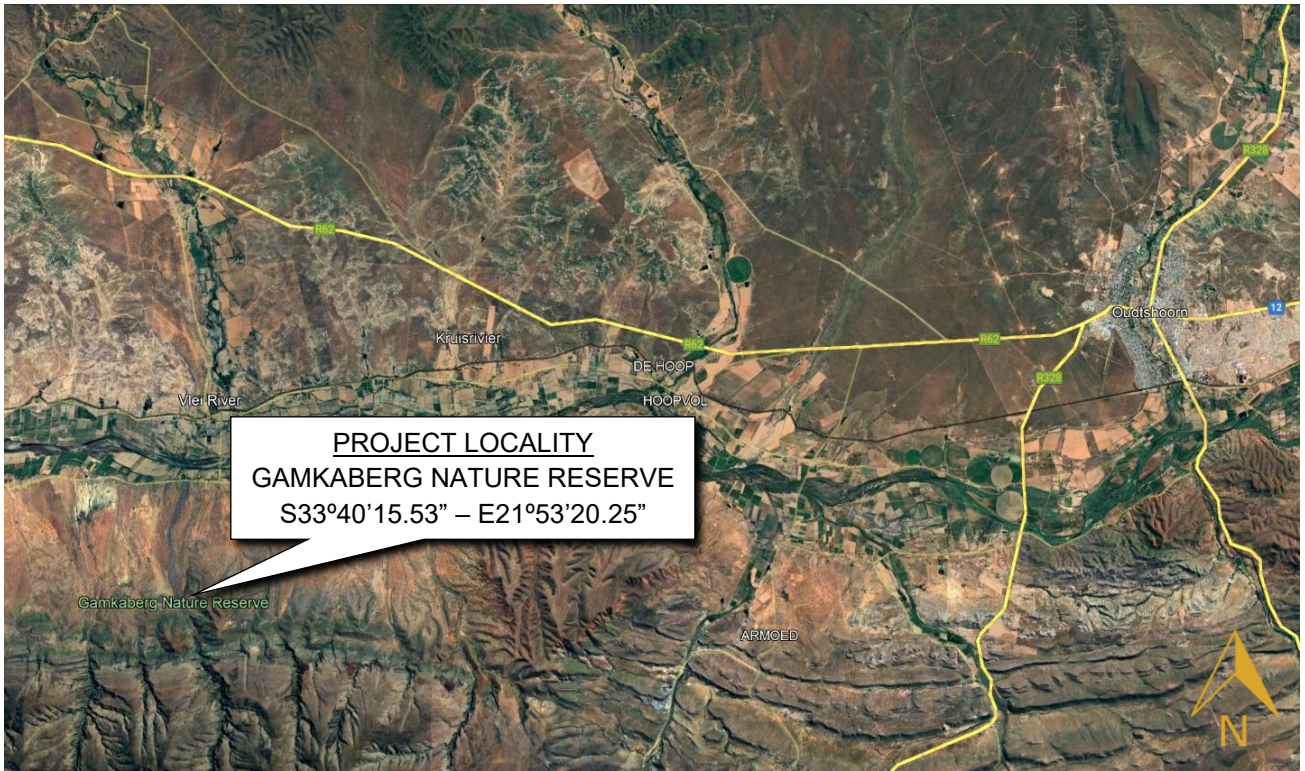 R328
R62
12
Oudtshoorn
Kruisrivier
R62
R62
DE HOOP
R328
Vlei River
HOOPVOL
PROJECT LOCALITY
GAMKABERG NATURE RESERVE
S33º40’15.53” – E21º53’20.25”
Gamkaberg Nature Reserve
ARMOED
N